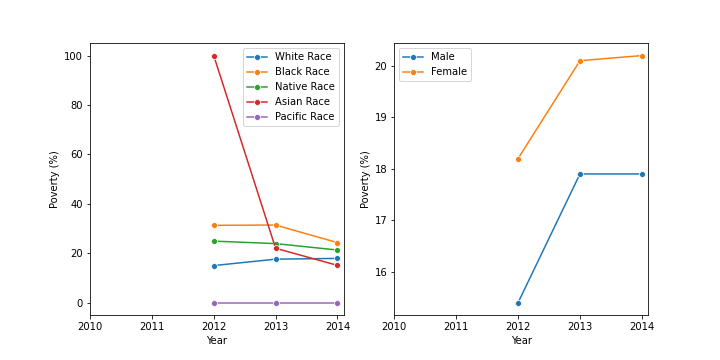 White Race
Black Race
Native Race
Asian Race
Pacific Race
100
80
60
40
20
0
Poverty (%)
2010 2011 2012 2013 2014
Year
Male
Female
20
19
18
17
16
Poverty (%)
2010 2011 2012 2013 2014
Year